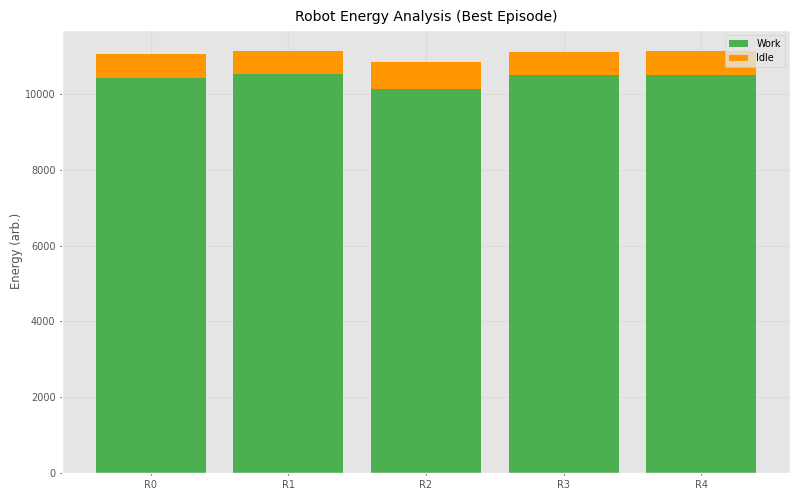 Robot Energy Analysis (Best Episode)
Work
Idle
Energy (arb.)
10000
8000
6000
4000
2000
0
R0 R1 R2 R3 R4